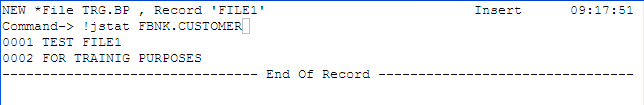 NEW *File TRG.BP , Record 'FILE1' Insert 09:17:51
Command-> !jstat FBNK.CUSTOMER
0001 TEST FILE1
0002 FOR TRAINIG PURPOSES
-------------------------------- End Of Record --------------------------------